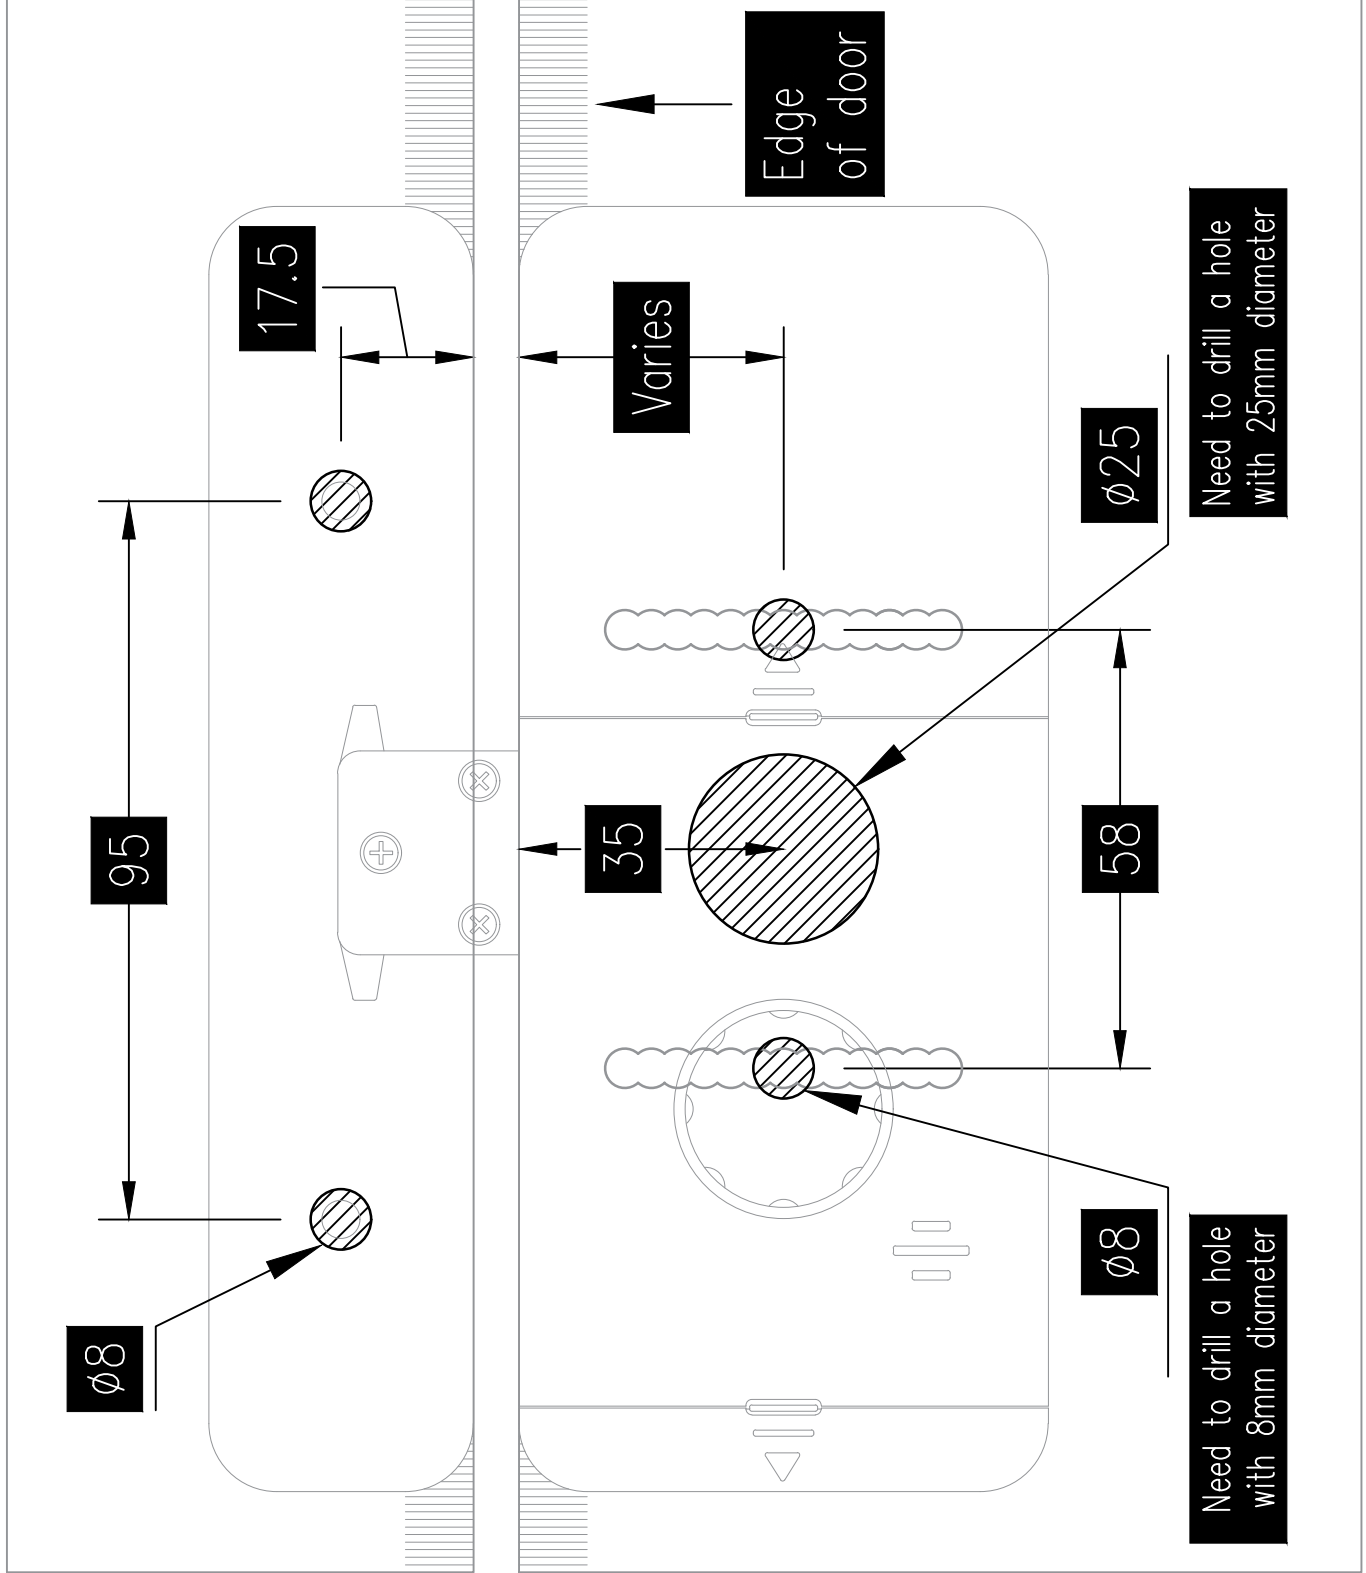 Edge
of door
17.5
Varies
Need to drill a hole
with 25mm diameter
ø25
95
35
58
ø8
ø8
Need to drill a hole
with 8mm diameter